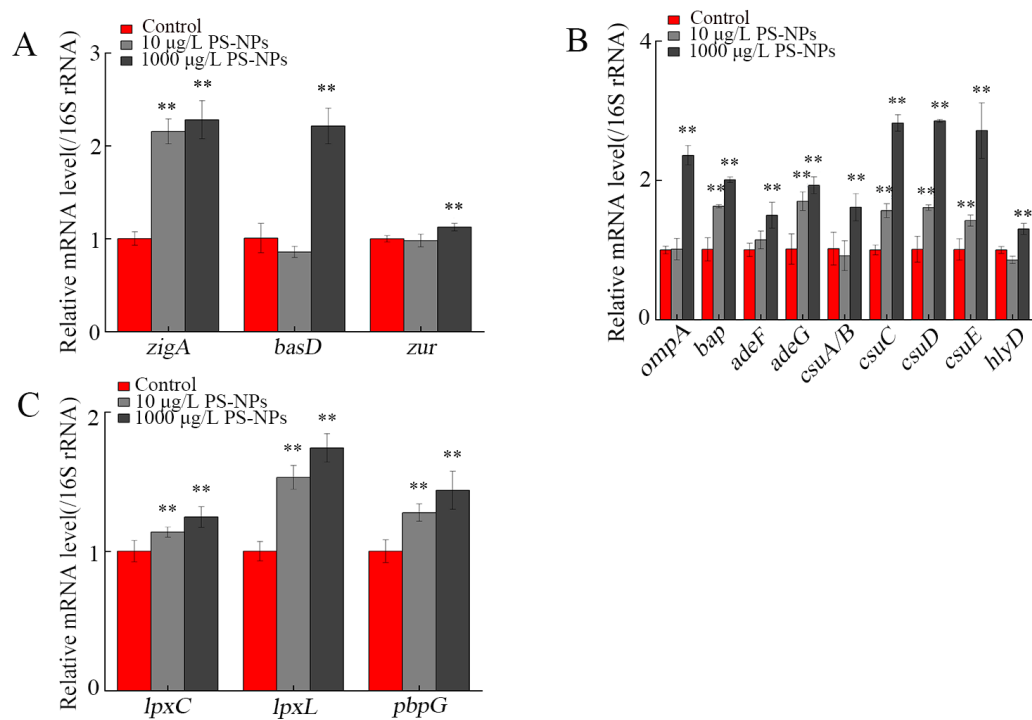 A
Control
10 μg/L PS-NPs
1000 μg/L PS-NPs
Relative mRNA level(/16S rRNA)
3
2
1
0
** ** ** **
zigA basD zur
B
Control
10 μg/L PS-NPs
1000 μg/L PS-NPs
Relative mRNA level(/16S rRNA)
4
2
0
** ** ** ** ** ** ** ** ** ** ** ** ** ** **
ompA bap adeF adeG csuA/B csuC csuD csuE hlyD
C
Control
10 μg/L PS-NPs
1000 μg/L PS-NPs
Relative mRNA level(/16S rRNA)
2
1
0
** ** ** ** ** **
lpxC lpxL pbpG